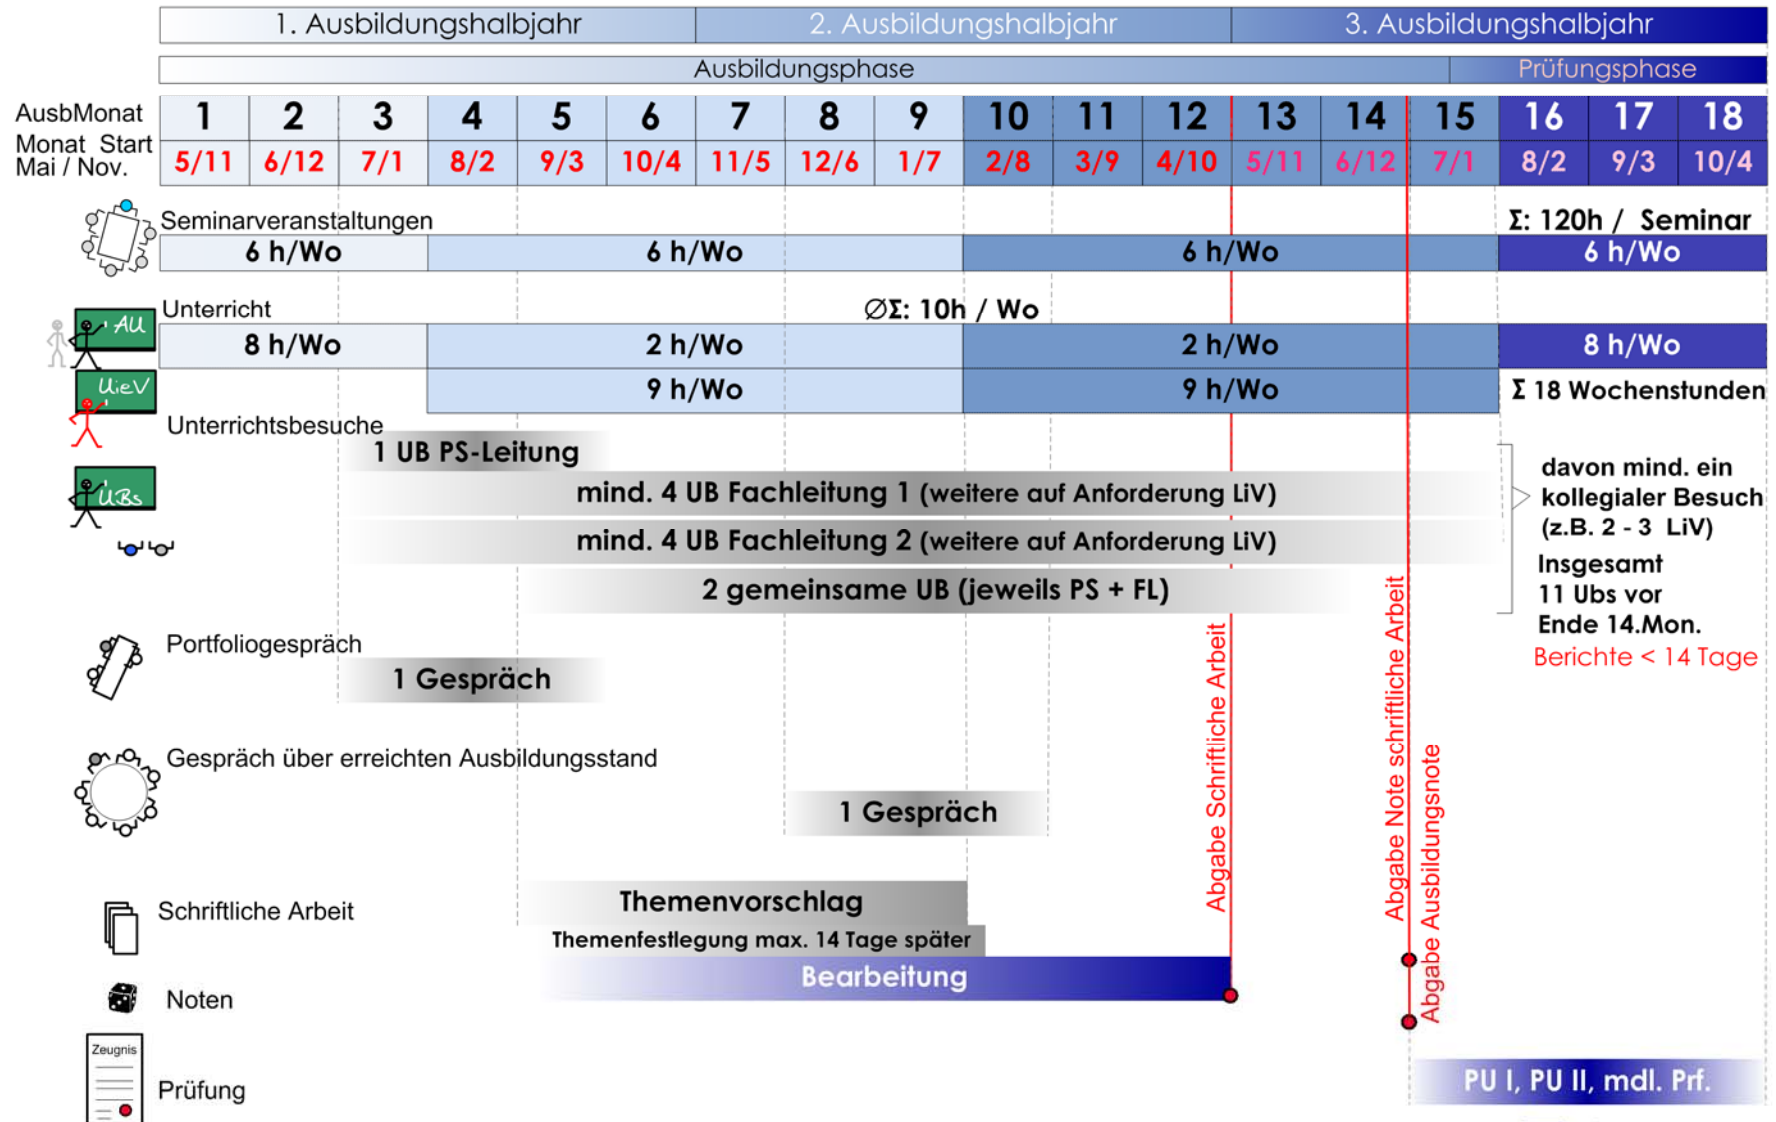 1. Ausbildungshalbjahr 2. Ausbildungshalbjahr 3. Ausbildungshalbjahr
Ausbildungsphase Prüfungsphase
AusbMonat 1 2 3 4 5 6 7 8 9 10 11 12 13 14 15 16 17 18
Monat Start
Mai / Nov. 5/11 6/12 7/1 8/2 9/3 10/4 11/5 12/6 1/7 2/8 3/9 4/10 5/11 6/12 7/1 8/2 9/3 10/4
Seminarveranstaltungen Σ: 120h / Seminar
6 h/Wo 6 h/Wo 6 h/Wo 6 h/Wo
Unterricht ∅Σ: 10h / Wo
AU 8 h/Wo 2 h/Wo 2 h/Wo 8 h/Wo
UieV 9 h/Wo 9 h/Wo Σ 18 Wochenstunden
Unterrichtsbesuche
1 UB PS-Leitung
UBs
mind. 4 UB Fachleitung 1 (weitere auf Anforderung LiV)
mind. 4 UB Fachleitung 2 (weitere auf Anforderung LiV)
2 gemeinsame UB (jeweils PS + FL)
davon mind. ein
kollegialer Besuch
(z.B. 2 - 3 LiV)
Insgesamt
11 Ubs vor
Ende 14.Mon.
Berichte < 14 Tage
Portfoliogespräch
1 Gespräch
Gespräch über erreichten Ausbildungsstand
1 Gespräch
Abgabe Schriftliche Arbeit
Abgabe Note schriftliche Arbeit
Abgabe Ausbildungsnote
Schriftliche Arbeit
Themenvorschlag
Themenfestlegung max. 14 Tage später
Bearbeitung
Noten
Zeugnis
Prüfung
PU I, PU II, mdl. Prf.